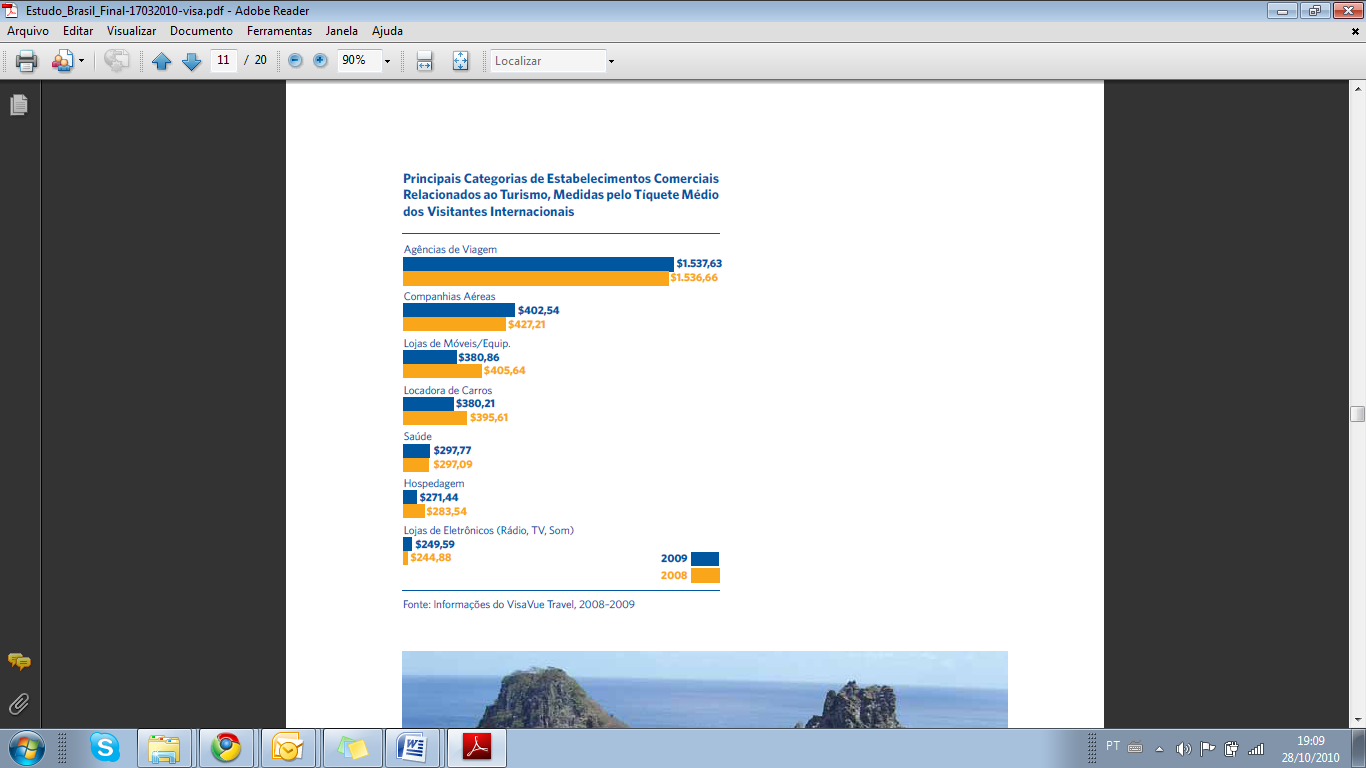 Estudo_Brasil_Final-17032010-visa.pdf - Adobe Reader
Arquivo Editar Visualizar Documento Ferramentas Janela Ajuda
11 / 20 90% Localizar
Principais Categorias de Estabelecimentos Comerciais
Relacionados ao Turismo, Medidas pelo Tíquete Médio
dos Visitantes Internacionais
Agências de Viagem
$1.537,63
$1.536,66
Companhias Aéreas
$402,54
$427,21
Lojas de Móveis/Equip.
$380,86
$405,64
Locadora de Carros
$380,21
$395,61
Saúde
$297,77
$297,09
Hospedagem
$271,44
$283,54
Lojas de Eletrônicos (Rádio, TV, Som)
$249,59
$244,88
2009
2008
Fonte: Informações do VisaVue Travel, 2008–2009
PT 19:09
28/10/2010